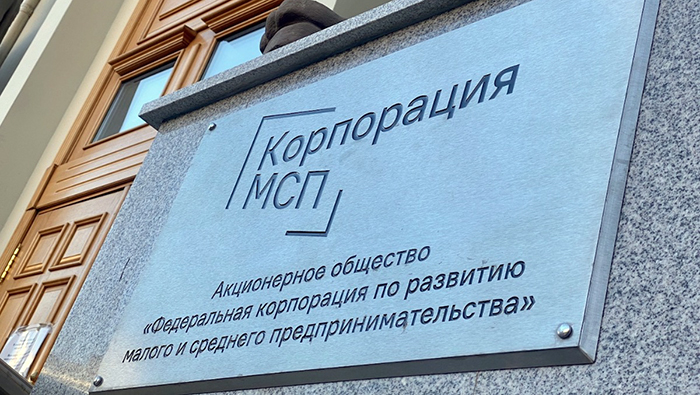 Корпорация
МСП
Акционерное общество
«Федеральная корпорация по развитию
малого и среднего предпринимательства»